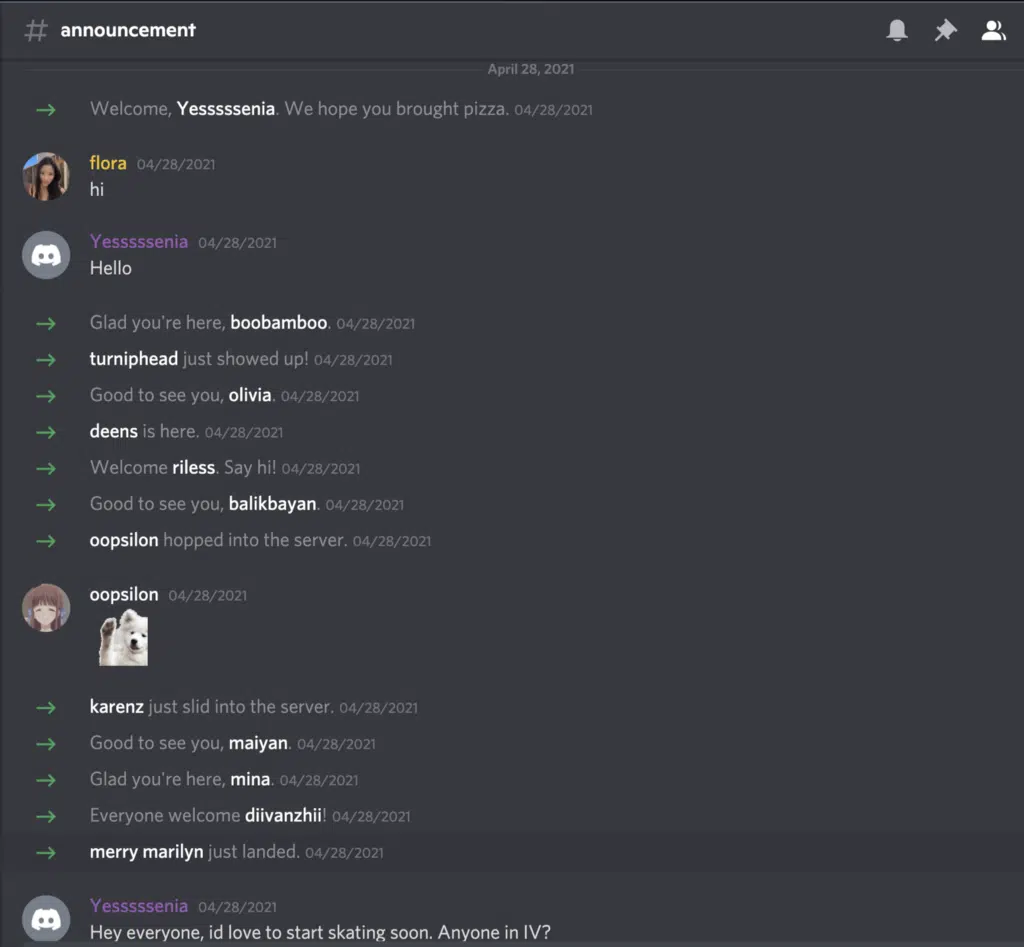 # announcement
April 28, 2021
Welcome, Yesssssenia. We hope you brought pizza. 04/28/2021
flora 04/28/2021
hi
Yesssssenia 04/28/2021
Hello
Glad you're here, boobamboo. 04/28/2021
turniphead just showed up! 04/28/2021
Good to see you, olivia. 04/28/2021
deens is here. 04/28/2021
Welcome riless. Say hi! 04/28/2021
Good to see you, balikbayan. 04/28/2021
oopsilon hopped into the server. 04/28/2021
oopsilon 04/28/2021
karenz just slid into the server. 04/28/2021
Good to see you, maiyan. 04/28/2021
Glad you're here, mina. 04/28/2021
Everyone welcome diivanzhii! 04/28/2021
merry marilyn just landed. 04/28/2021
Yesssssenia 04/28/2021
Hey everyone, id love to start skating soon. Anyone in IV?